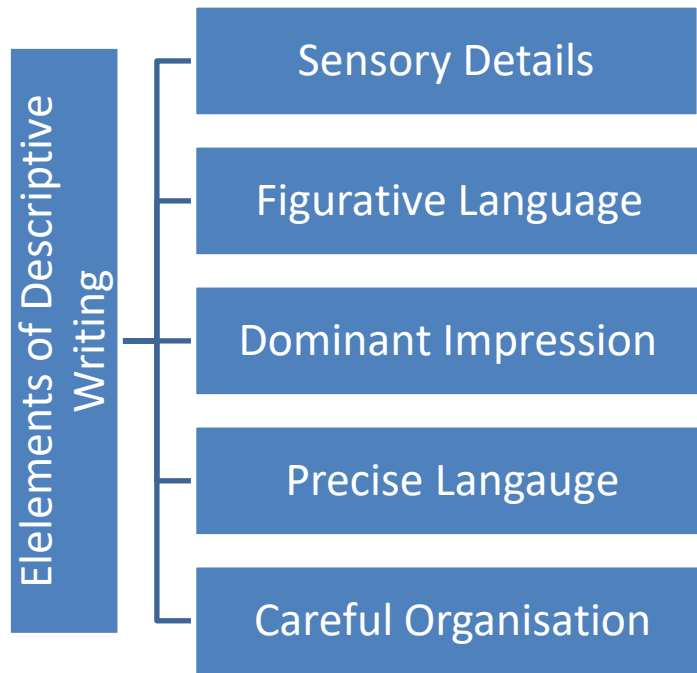 Elelements of Descriptive
Writing
Sensory Details
Figurative Language
Dominant Impression
Precise Langauge
Careful Organisation